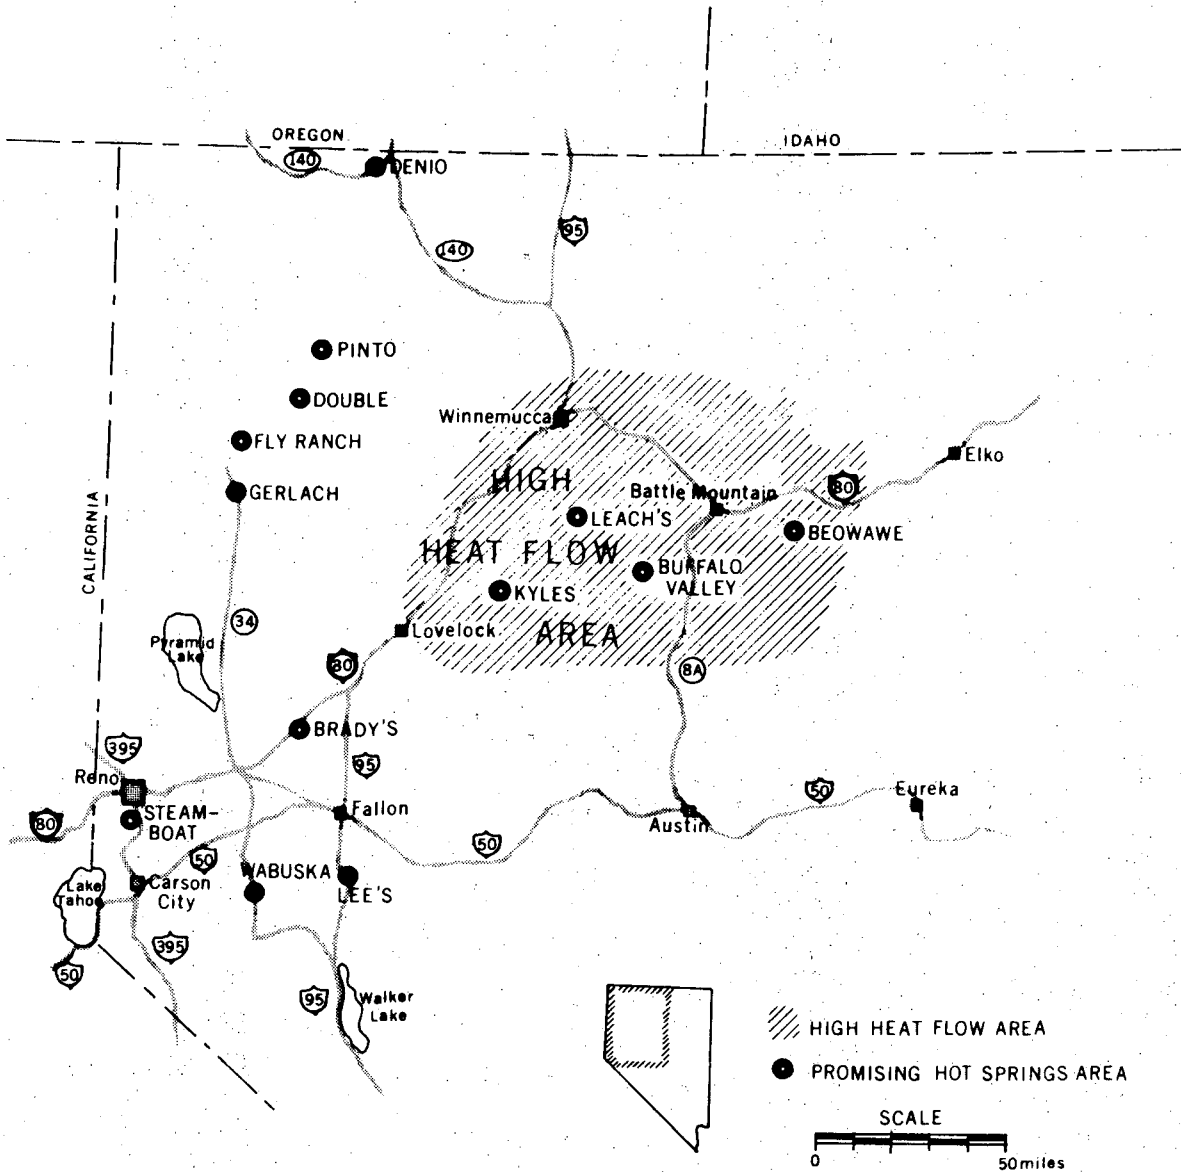 OREGON
IDAHO
140
DENIO
95
140
PINTO
DOUBLE
Winnemucca
FLY RANCH
Elko
HIGH
GERLACH
Battle Mountain
80
LEACH'S
BEOWAWE
CALIFORNIA
HEAT FLOW
BUFFALO
VALLEY
KYLES
34
Lovelock
AREA
Pyramid
Lake
80
8A
BRADY'S
395
95
Reno
50
Eureka
STEAM-
BOAT
Fallon
80
Austin
50
50
WABUSKA
Lake
Tahoe
Carson
City
LEE'S
395
50
95
Walker
Lake
HIGH HEAT FLOW AREA
PROMISING HOT SPRINGS AREA
SCALE
0
50 miles